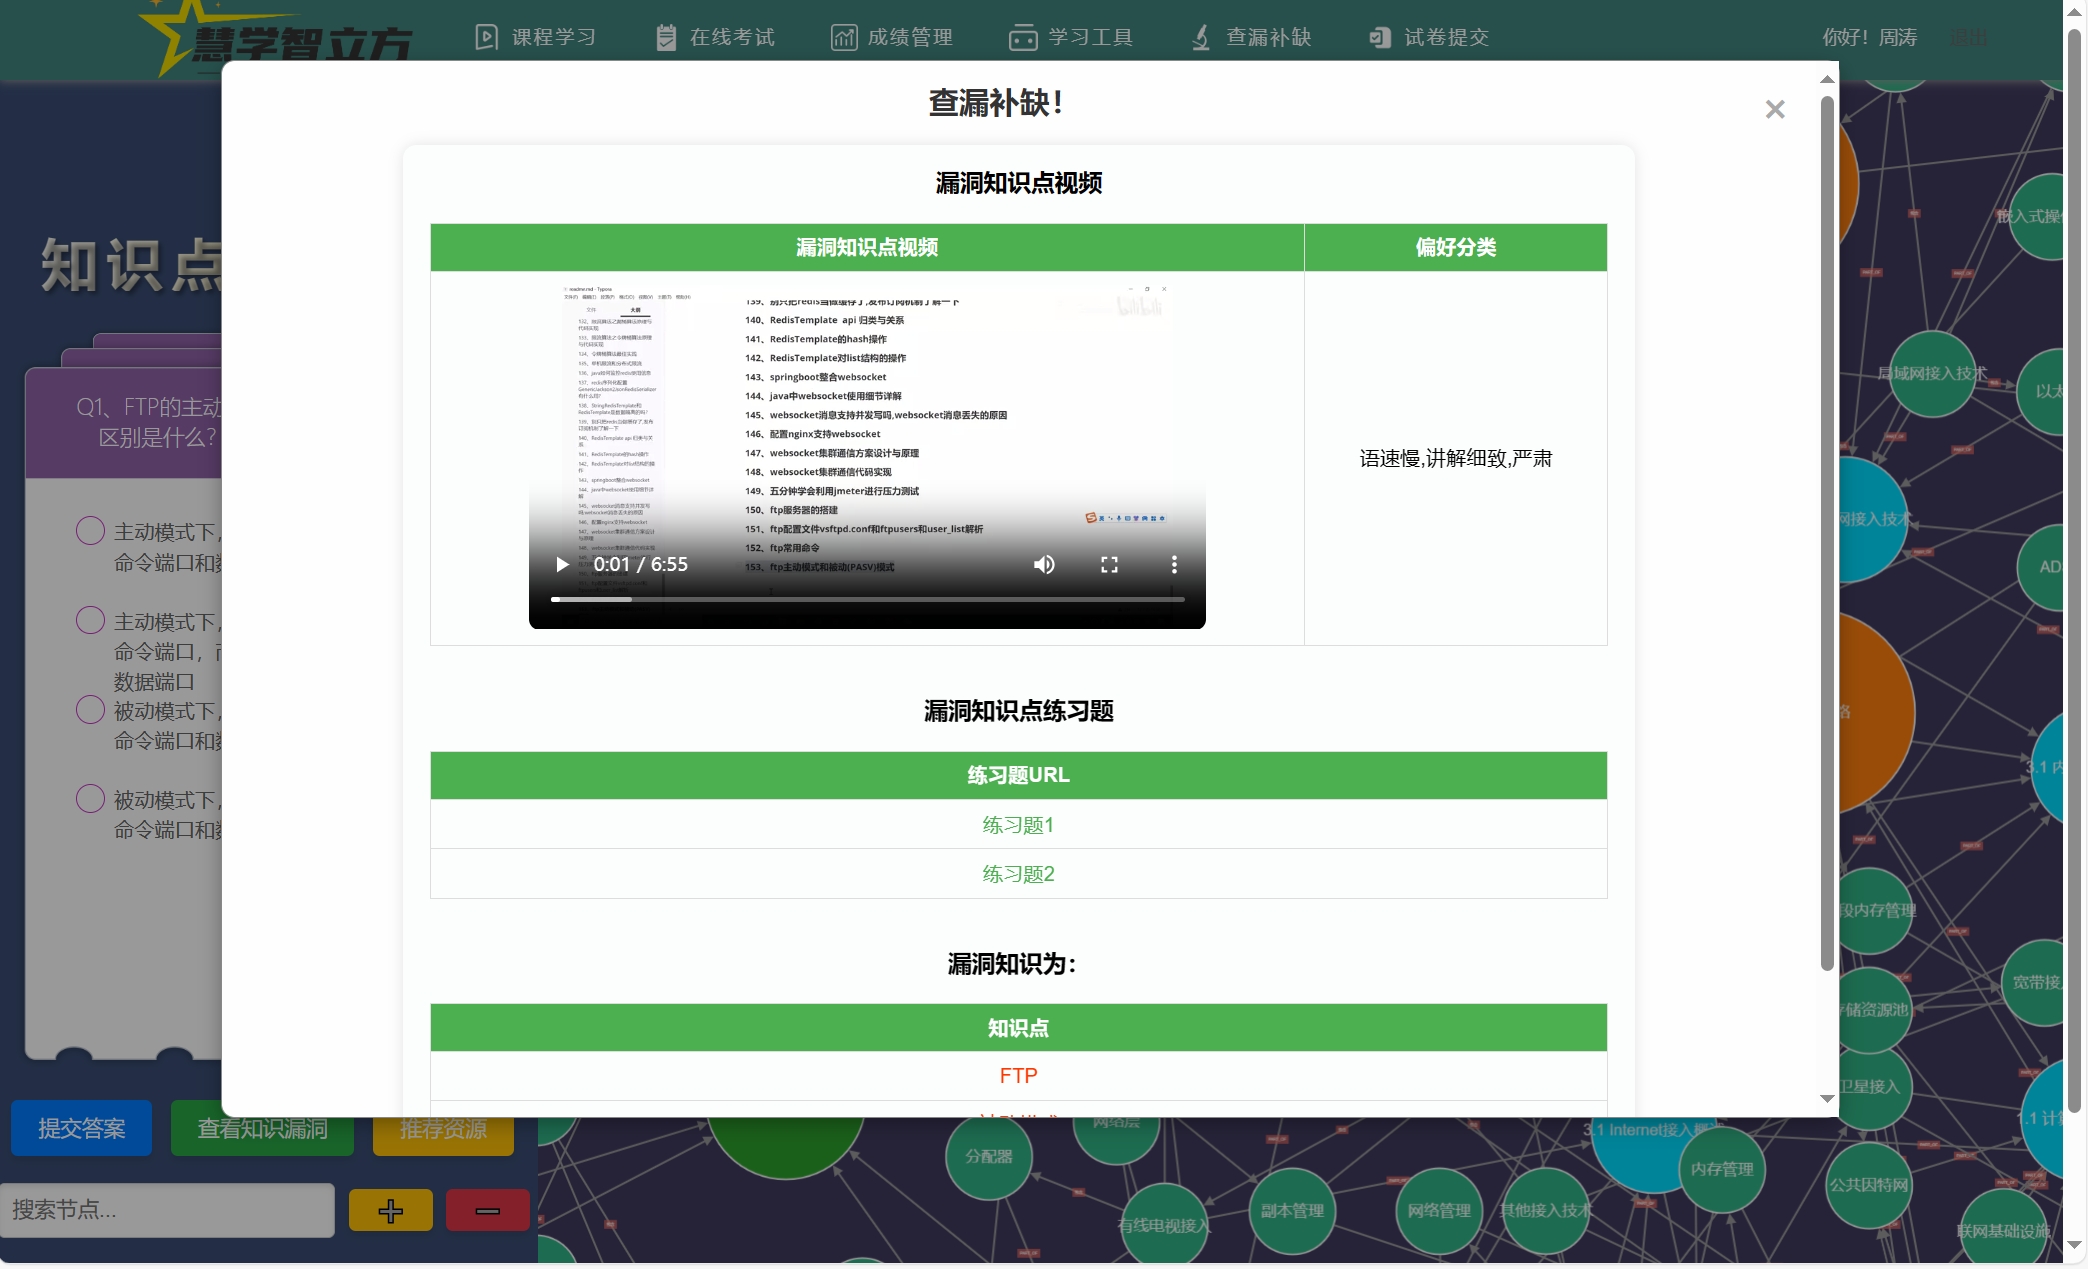 慧学智立方
课程学习
在线考试
成绩管理
学习工具
查漏补缺
试卷提交
你好！周涛
退出
查漏补缺！
漏洞知识点视频
漏洞知识点视频
偏好分类
readme.md - Typora
140、RedisTemplate api 归类与关系
141、RedisTemplate的hash操作
142、RedisTemplate对list结构的操作
143、springboot整合websocket
144、java中websocket使用细节详解
145、websocket消息支持并发写吗,websocket消息丢失的原因
146、配置nginx支持websocket
147、websocket集群通信方案设计与原理
148、websocket集群通信代码实现
149、五分钟学会利用jmeter进行压力测试
150、ftp服务器的搭建
151、ftp配置文件vsftpd.conf和ftpusers和user_list解析
152、ftp常用命令
153、ftp主动模式和被动(PASV)模式
0:01 / 6:55
语速慢,讲解细致,严肃
漏洞知识点练习题
练习题URL
练习题1
练习题2
漏洞知识为：
知识点
FTP
知识点
Q1、FTP的主动
区别是什么？
主动模式下，
命令端口和
主动模式下，
命令端口，
数据端口
被动模式下，
命令端口和
被动模式下，
命令端口和
提交答案
查看知识漏洞
推荐资源
搜索节点...
嵌入式操
局域网接入技术
以太
网接入技术
AD
3.1 内
段内存管理
宽带接
存储资源池
卫星接入
1.1 计
网络层
3.1 Internet接入概
分配器
内存管理
公共因特网
有线电视接入
副本管理
网络管理
其他接入技术
联网基础设施